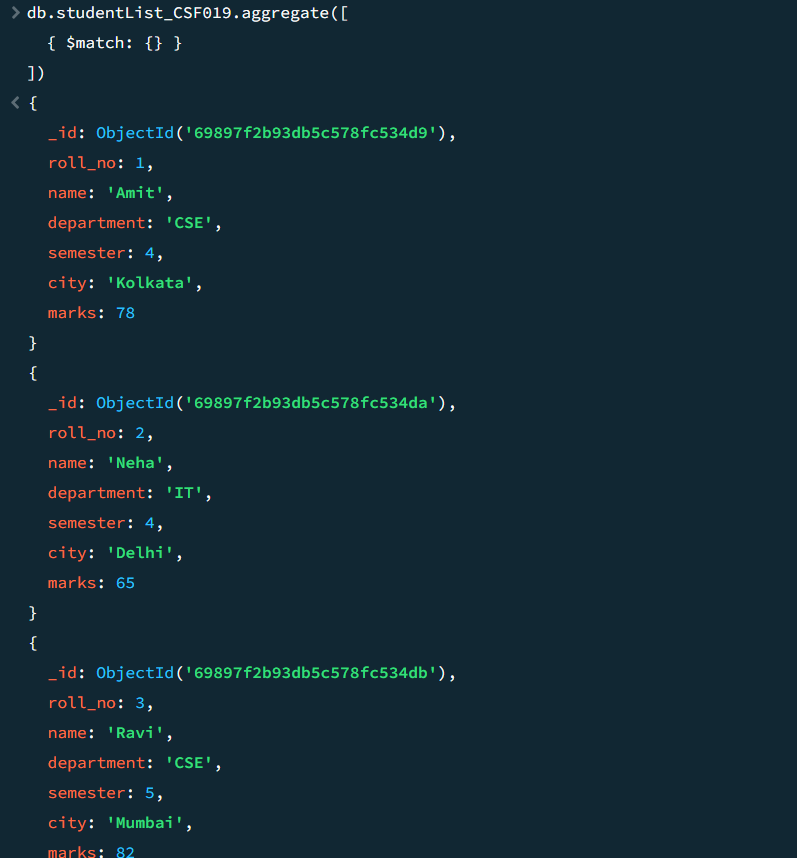 > db.studentList_CSF019.aggregate([
{ $match: {} }
])
< {
_id: ObjectId('69897f2b93db5c578fc534d9'),
roll_no: 1,
name: 'Amit',
department: 'CSE',
semester: 4,
city: 'Kolkata',
marks: 78
}
{
_id: ObjectId('69897f2b93db5c578fc534da'),
roll_no: 2,
name: 'Neha',
department: 'IT',
semester: 4,
city: 'Delhi',
marks: 65
}
{
_id: ObjectId('69897f2b93db5c578fc534db'),
roll_no: 3,
name: 'Ravi',
department: 'CSE',
semester: 5,
city: 'Mumbai',
marks: 82